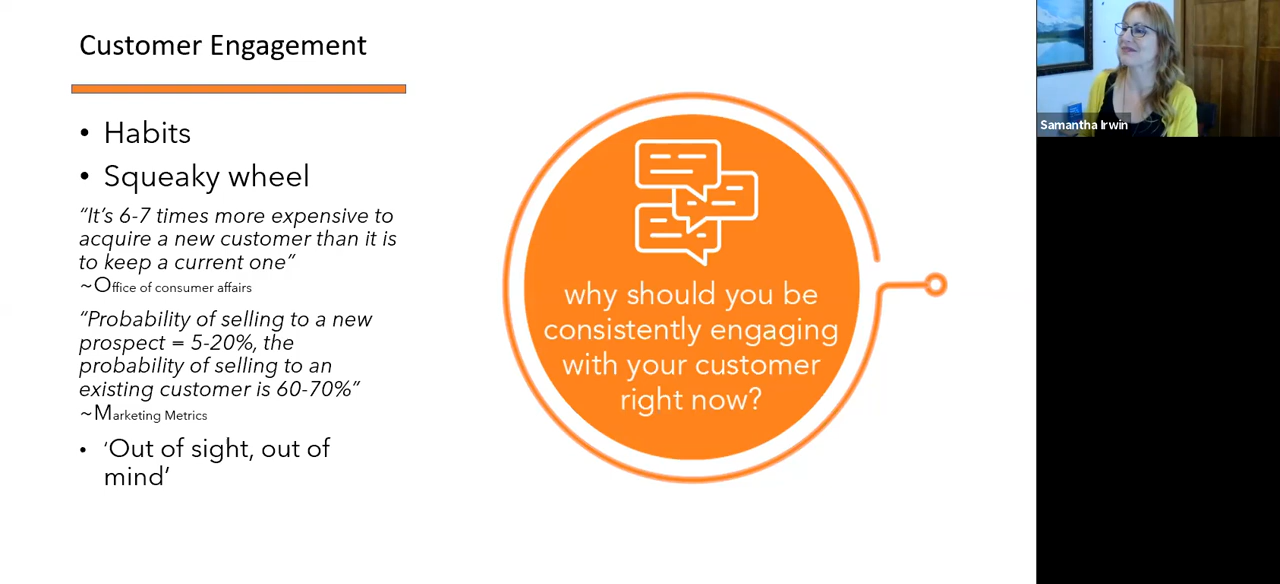 Customer Engagement
• Habits
• Squeaky wheel
“It’s 6-7 times more expensive to
acquire a new customer than it is
to keep a current one”
~Office of consumer affairs
“Probability of selling to a new
prospect = 5-20%, the
probability of selling to an
existing customer is 60-70%”
~Marketing Metrics
• ‘Out of sight, out of
mind’
why should you be
consistently engaging
with your customer
right now?
Samantha Irwin